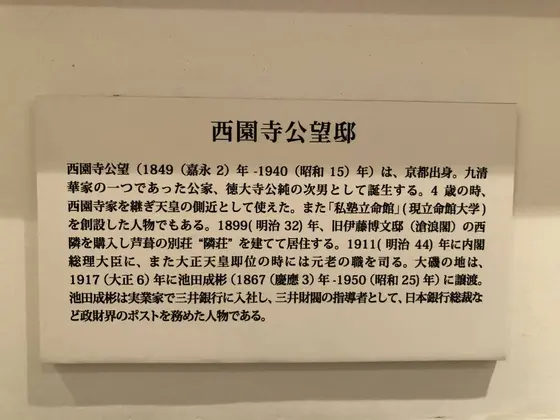 西園寺公望邸
西園寺公望（1849（嘉永 2）年 -1940（昭和 15）年）は、京都出身。九清
華家の一つであった公家、徳大寺公純の次男として誕生する。4 歳の時、
西園寺家を継ぎ天皇の側近として使えた。また「私塾立命館」(現立命館大学)
を創設した人物でもある。1899( 明治 32）年、旧伊藤博文邸（滄浪閣）の西
隣を購入し芦葺の別荘 “隣荘” を建てて居住する。1911( 明治 44）年に内閣
総理大臣に、また大正天皇即位の時には元老の職を司る。大磯の地は、
1917（大正 6）年に池田成彬（1867（慶應 3）年 -1950（昭和 25）年）に譲渡。
池田成彬は実業家で三井銀行に入社し、三井財閥の指導者として、日本銀行総裁な
ど政財界のポストを務めた人物である。